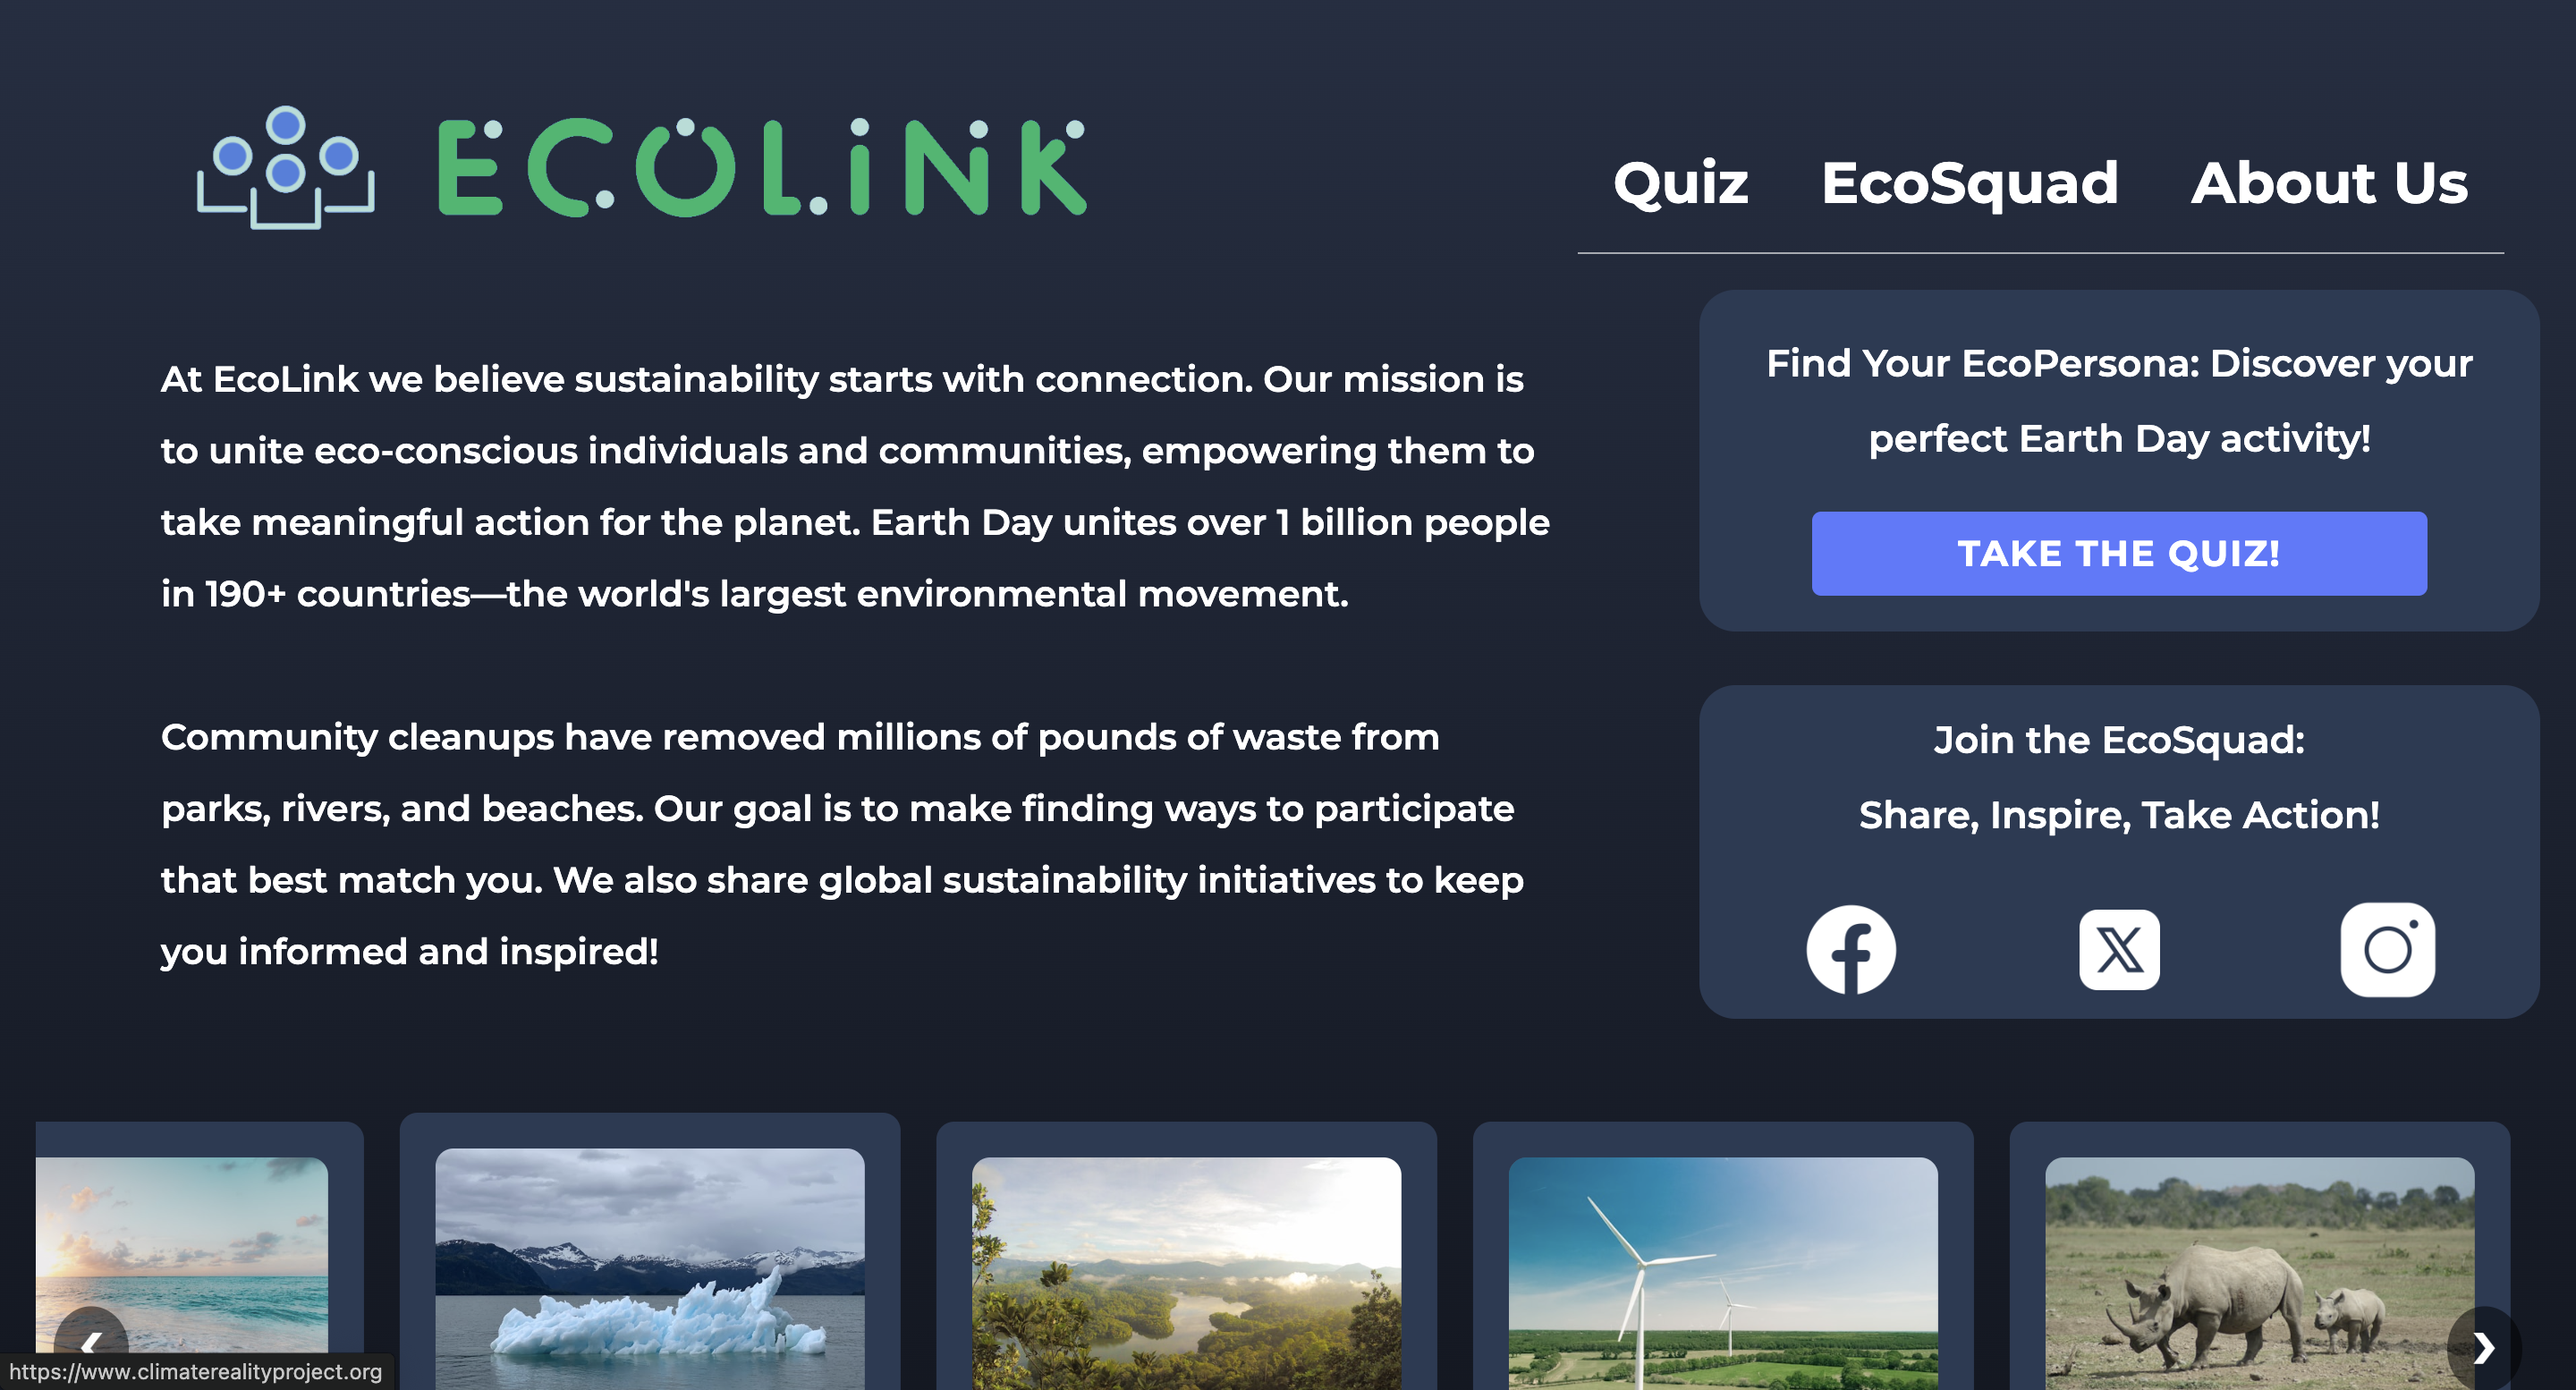 ECOLINK
Quiz EcoSquad About Us
At EcoLink we believe sustainability starts with connection. Our mission is
to unite eco-conscious individuals and communities, empowering them to
take meaningful action for the planet. Earth Day unites over 1 billion people
in 190+ countries—the world's largest environmental movement.
Community cleanups have removed millions of pounds of waste from
parks, rivers, and beaches. Our goal is to make finding ways to participate
that best match you. We also share global sustainability initiatives to keep
you informed and inspired!
Find Your EcoPersona: Discover your
perfect Earth Day activity!
TAKE THE QUIZ!
Join the EcoSquad:
Share, Inspire, Take Action!
https://www.climaterealityproject.org